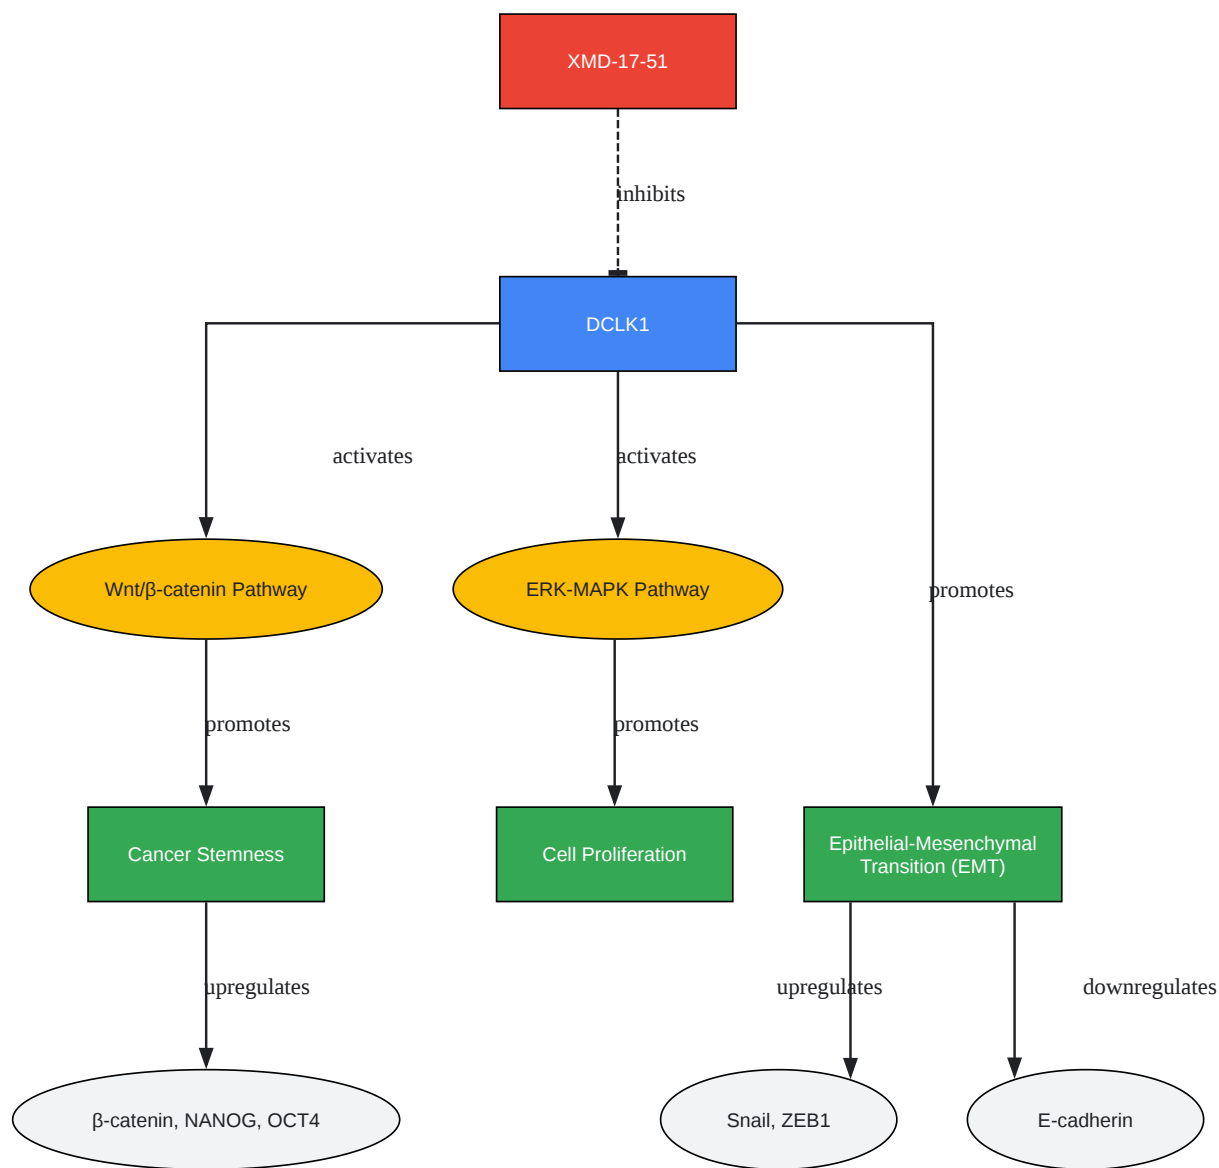 XMD-17-51
inhibits
DCLK1
activates
activates
Wnt/β-catenin Pathway
ERK-MAPK Pathway
promotes
promotes
promotes
Cancer Stemness
Cell Proliferation
Epithelial-Mesenchymal
Transition (EMT)
upregulates
upregulates
downregulates
β-catenin, NANOG, OCT4
Snail, ZEB1
E-cadherin